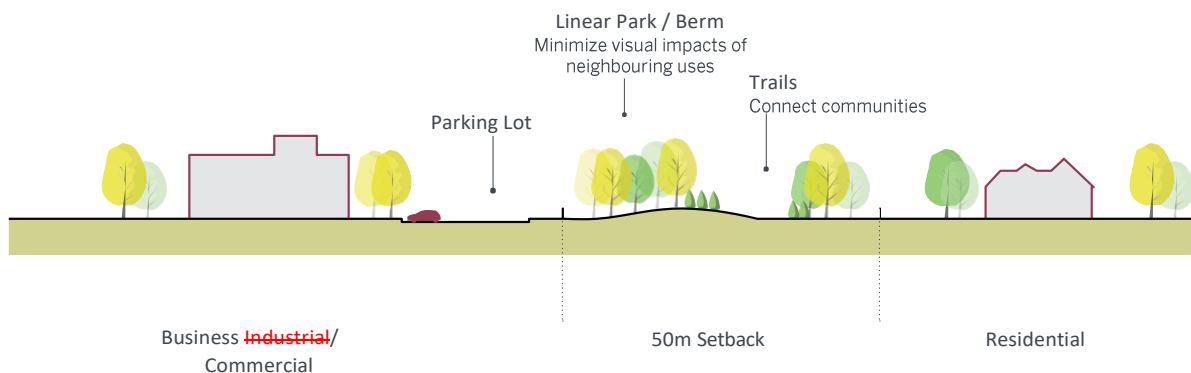 Linear Park / Berm
Minimize visual impacts of
neighbouring uses
Trails
Connect communities
Parking Lot
Business Industrial/
Commercial
50m Setback
Residential